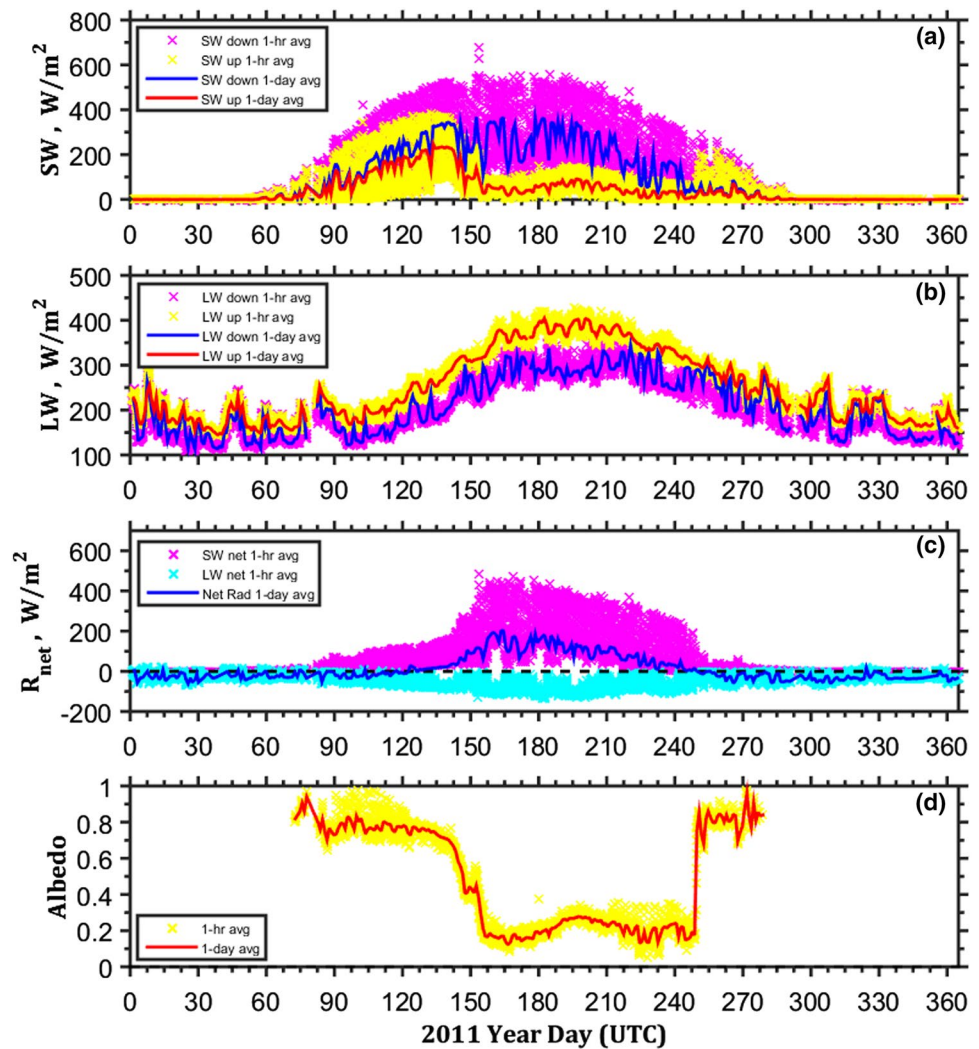 (a)
SW , W/m²
800
600
400
200
0
SW down 1-hr avg
SW up 1-hr avg
SW down 1-day avg
SW up 1-day avg
0 30 60 90 120 150 180 210 240 270 300 330 360
(b)
LW, W/m²
500
400
300
200
100
LW down 1-hr avg
LW up 1-hr avg
LW down 1-day avg
LW up 1-day avg
0 30 60 90 120 150 180 210 240 270 300 330 360
(c)
Rnet, W/m²
600
400
200
0
-200
SW net 1-hr avg
LW net 1-hr avg
Net Rad 1-day avg
0 30 60 90 120 150 180 210 240 270 300 330 360
(d)
Albedo
1
0.8
0.6
0.4
0.2
0
1-hr avg
1-day avg
0 30 60 90 120 150 180 210 240 270 300 330 360
2011 Year Day (UTC)